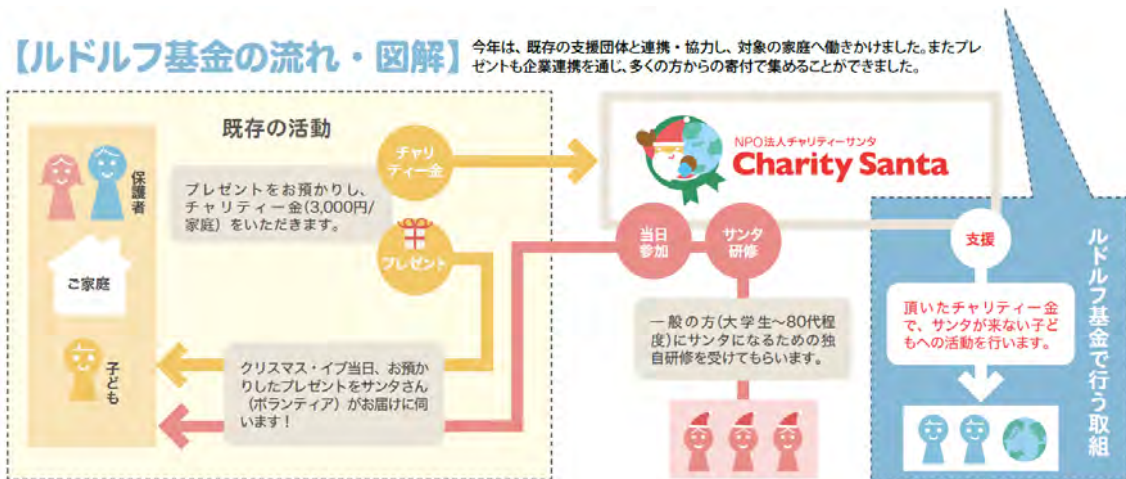 【ルドルフ基金の流れ・図解】
今年は、既存の支援団体と連携・協力し、対象の家庭へ働きかけました。またプレ
ゼントも企業連携を通じ、多くの方からの寄付で集めることができました。
既存の活動
保護者
ご家庭
子ども
プレゼントをお預かりし、
チャリティー金(3,000円/
家庭）をいただきます。
チャリ
ティー金
プレゼント
クリスマス・イブ当日、お預か
りしたプレゼントをサンタさん
（ボランティア）がお届けに伺
います！
NPO法人チャリティーサンタ
Charity Santa
当日
参加
サンタ
研修
一般の方(大学生〜80代程
度)にサンタになるための独
自研修を受けてもらいます。
支援
頂いたチャリティー金
で、サンタが来ない子ど
もへの活動を行います。
ルドルフ基金で行う取組